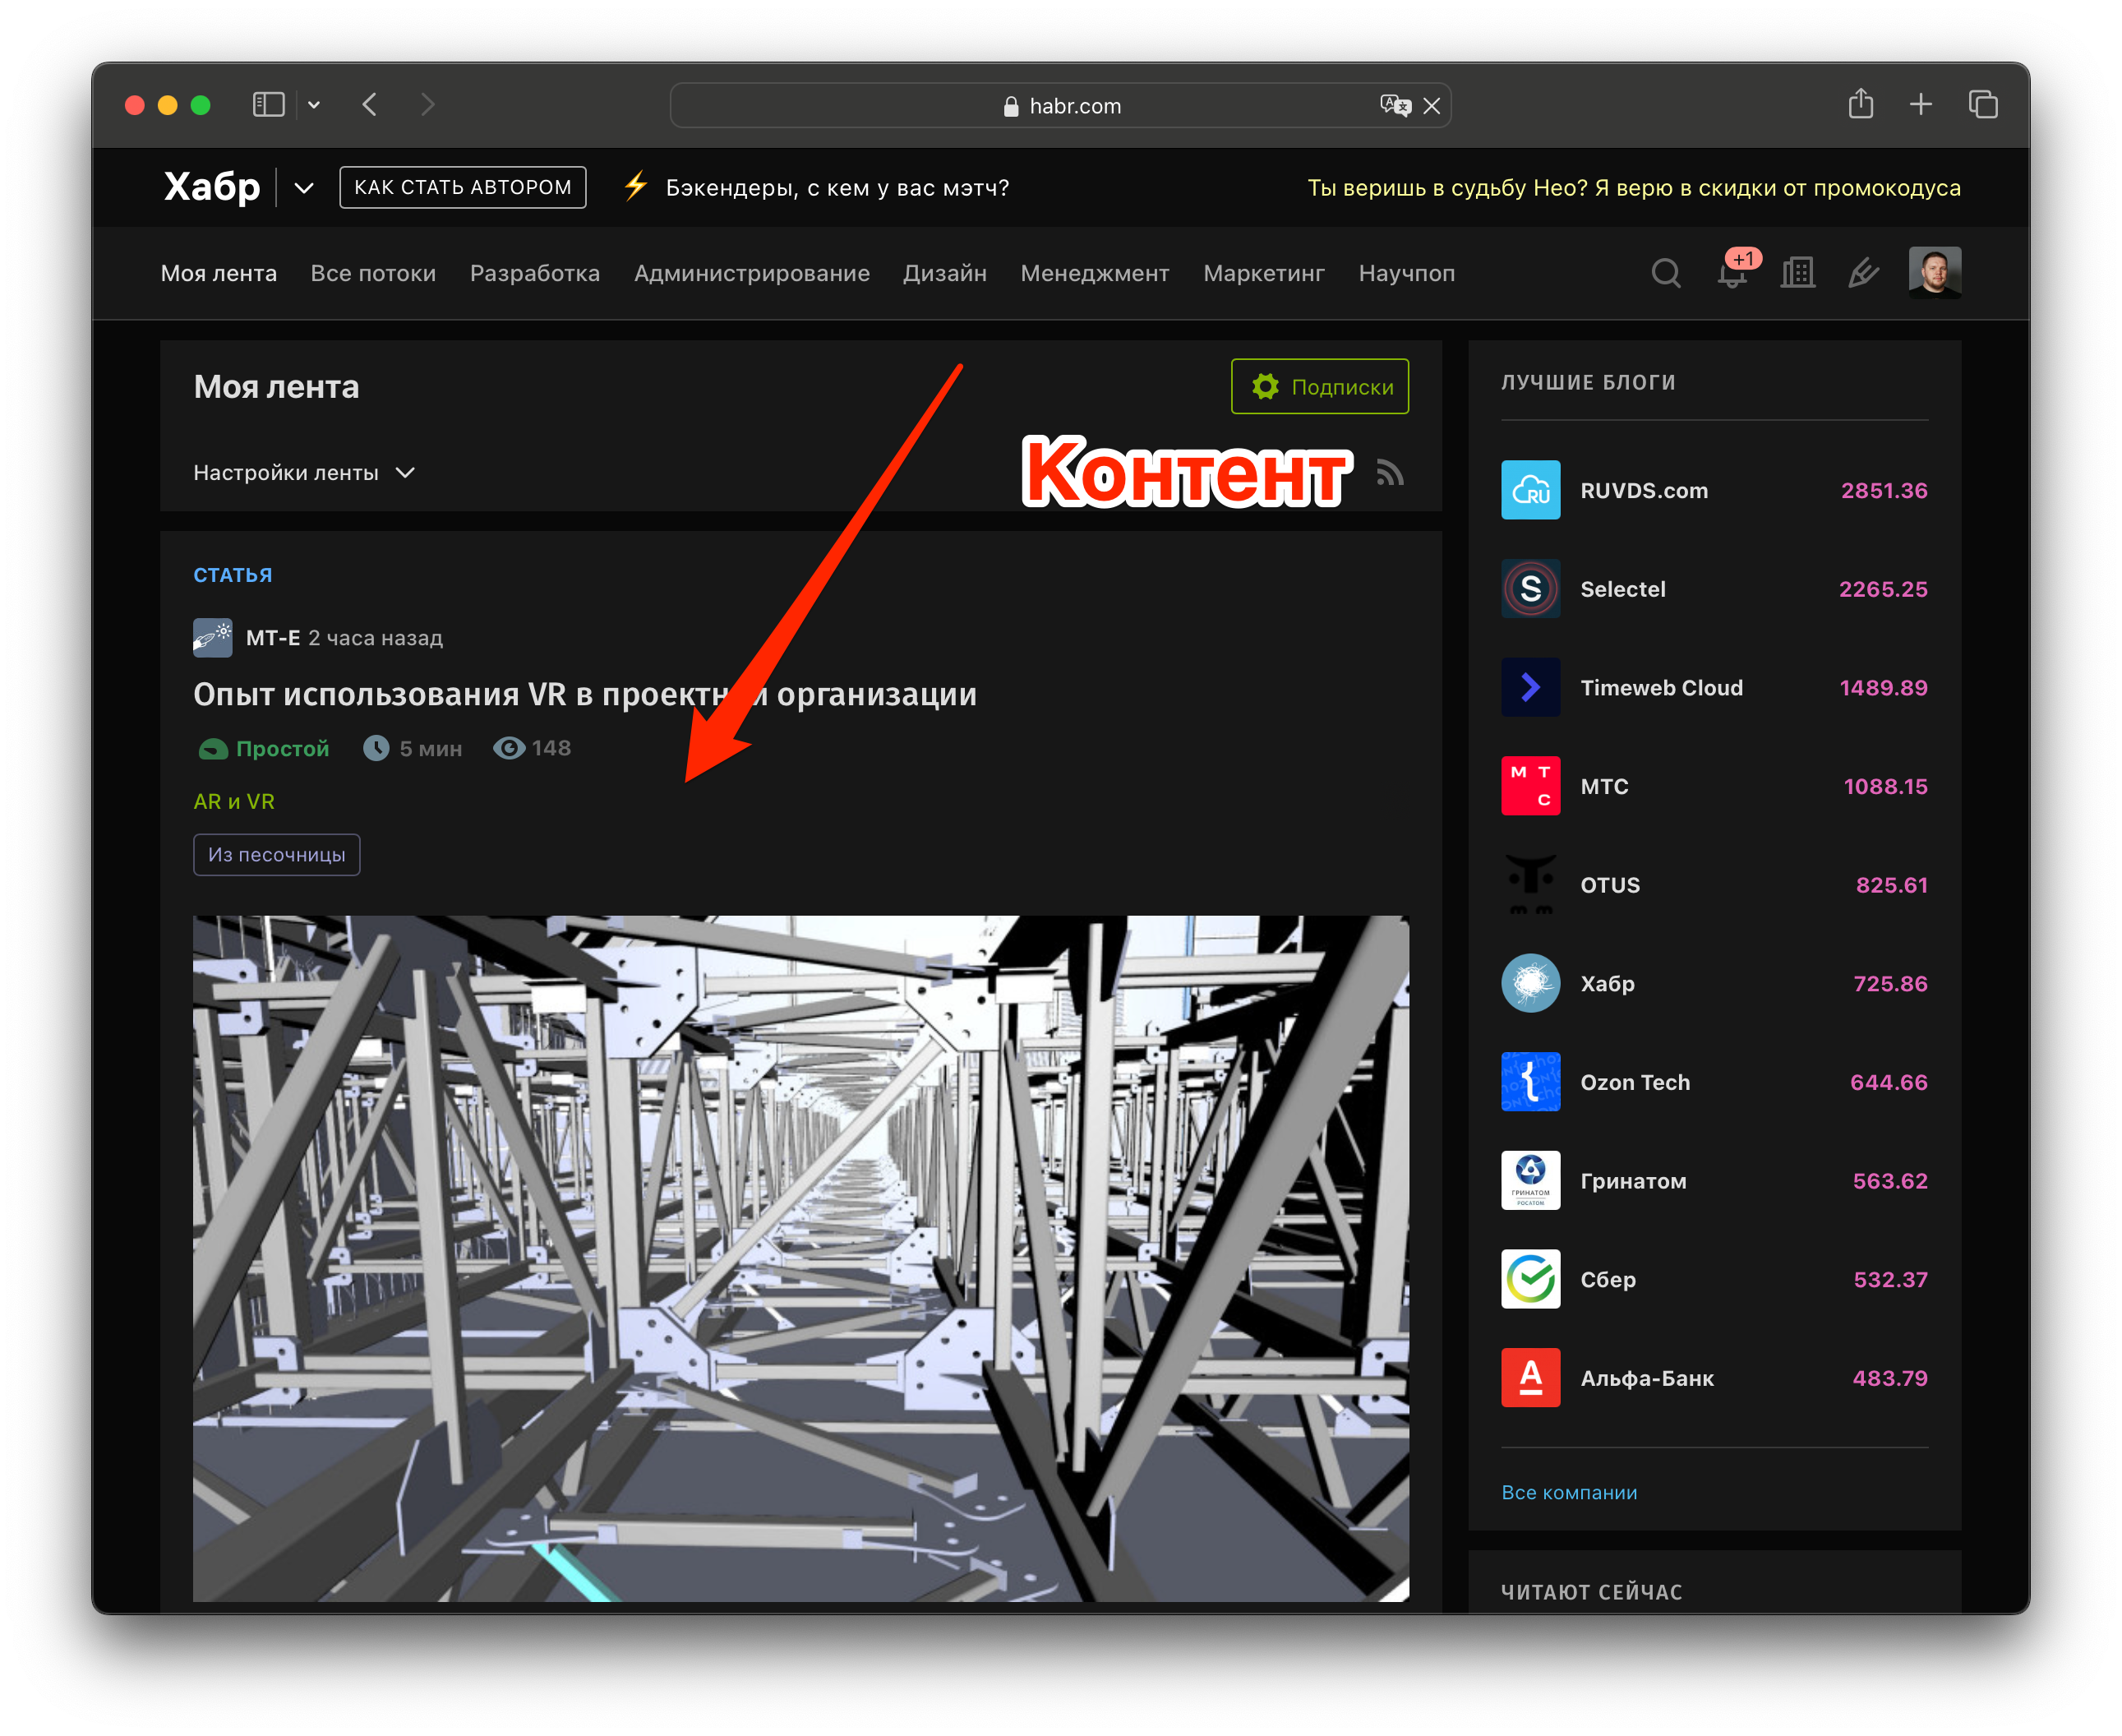 habr.com
Хабр
КАК СТАТЬ АВТОРОМ
⚡ Бэкендеры, с кем у вас мэтч?
Ты веришь в судьбу Нео? Я верю в скидки от промокодуса
Моя лента Все потоки Разработка Администрирование Дизайн Менеджмент Маркетинг Научпоп
+1
Моя лента
Подписки
Настройки ленты
Контент
СТАТЬЯ
MT-E 2 часа назад
Опыт использования VR в проектн й организации
Простой 5 мин 148
AR и VR
Из песочницы
ЛУЧШИЕ БЛОГИ
RU
RUVDS.com 2851.36
S
Selectel 2265.25
Timeweb Cloud 1489.89
М Т С
МТС 1088.15
OTUS 825.61
Хабр 725.86
Ozon Tech 644.66
ГРИНАТОМ
РОСАТОМ
Гринатом 563.62
Сбер 532.37
А
Альфа-Банк 483.79
Все компании
ЧИТАЮТ СЕЙЧАС